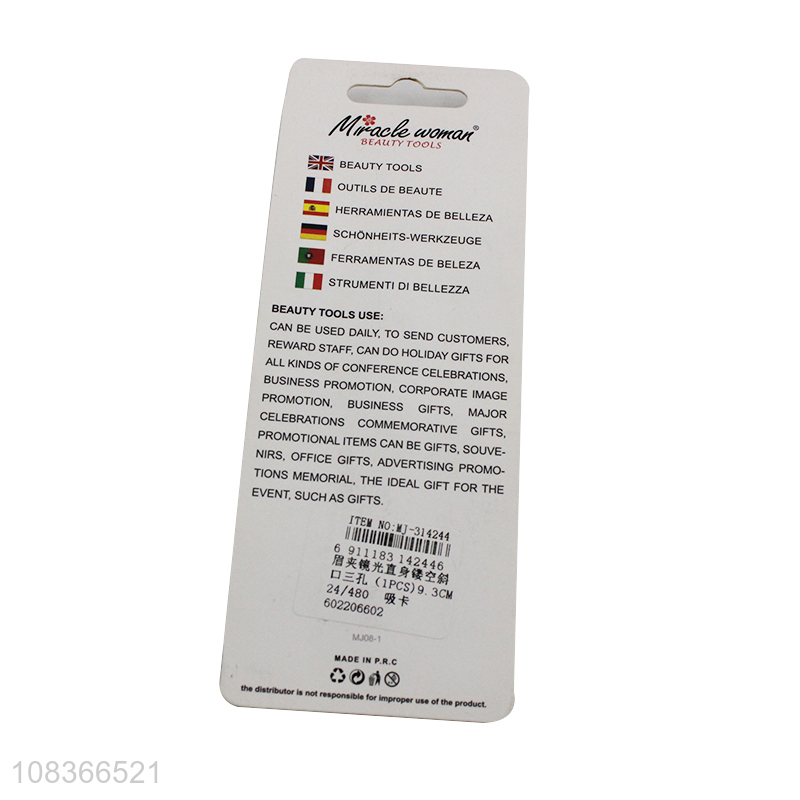 Miracle woman®
BEAUTY TOOLS
BEAUTY TOOLS
OUTILS DE BEAUTE
HERRAMIENTAS DE BELLEZA
SCHÖNHEITS-WERKZEUGE
FERRAMENTAS DE BELEZA
STRUMENTI DI BELLEZZA
BEAUTY TOOLS USE:
CAN BE USED DAILY, TO SEND CUSTOMERS,
REWARD STAFF, CAN DO HOLIDAY GIFTS FOR
ALL KINDS OF CONFERENCE CELEBRATIONS,
BUSINESS PROMOTION, CORPORATE IMAGE
PROMOTION, BUSINESS GIFTS, MAJOR
CELEBRATIONS COMMEMORATIVE GIFTS,
PROMOTIONAL ITEMS CAN BE GIFTS, SOUVE-
NIRS, OFFICE GIFTS, ADVERTISING PROMO-
TIONS MEMORIAL, THE IDEAL GIFT FOR THE
EVENT, SUCH AS GIFTS.
ITEM NO:MJ-314244
6 911183 142446
眉夹镜光直身镂空斜
口三孔 (1PCS)9.3CM
24/480 吸卡
602206602
MJ08-1
MADE IN P.R.C
the distributor is not responsible for improper use of the product.
108366521